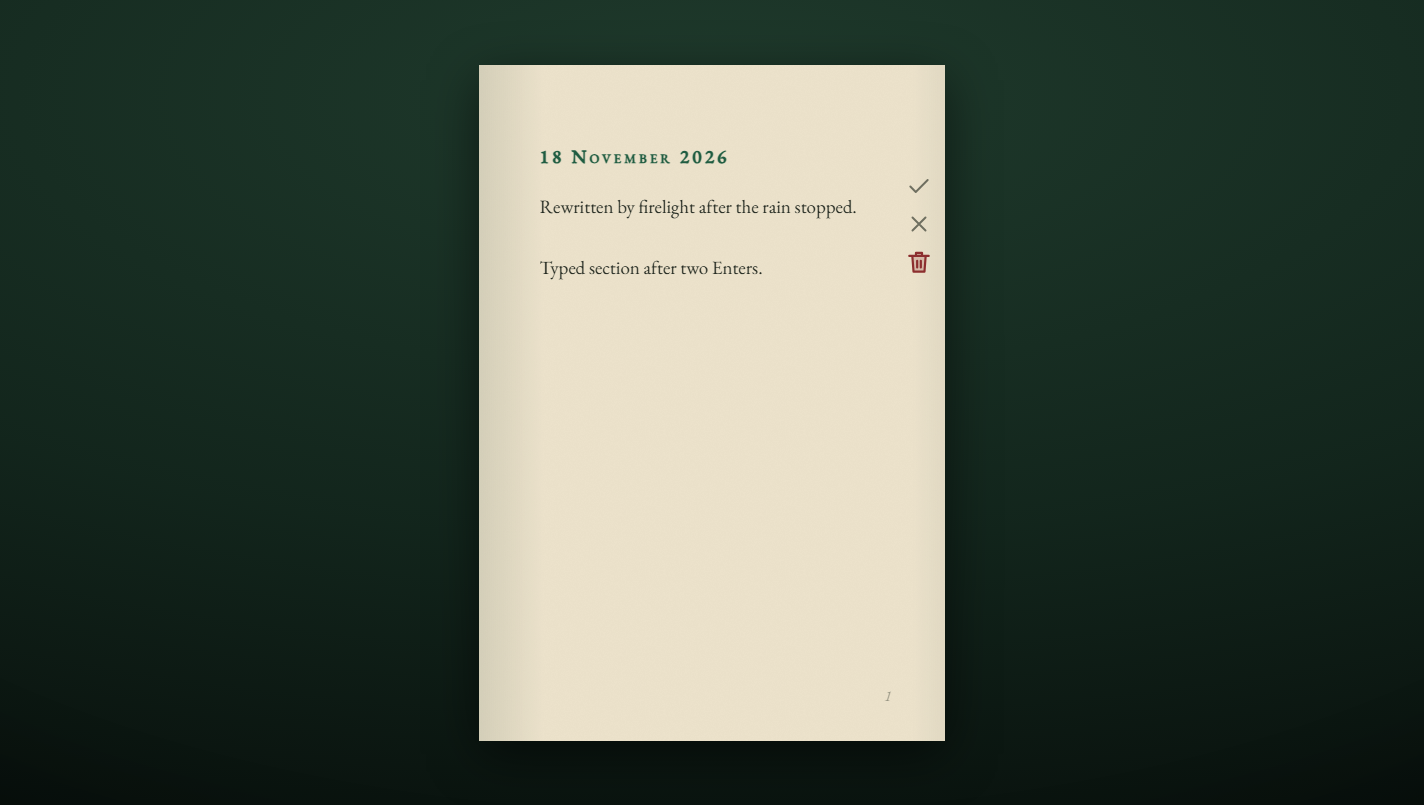 18 November 2026
Rewritten by firelight after the rain stopped.
Typed section after two Enters.
1